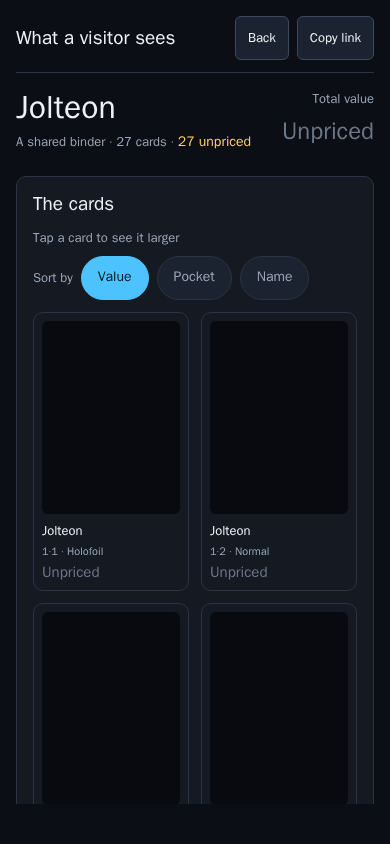 What a visitor sees
Back
Copy link
Jolteon
A shared binder · 27 cards · 27 unpriced
Total value
Unpriced
The cards
Tap a card to see it larger
Sort by
Value
Pocket
Name
Jolteon
1·1 · Holofoil
Unpriced
Jolteon
1·2 · Normal
Unpriced